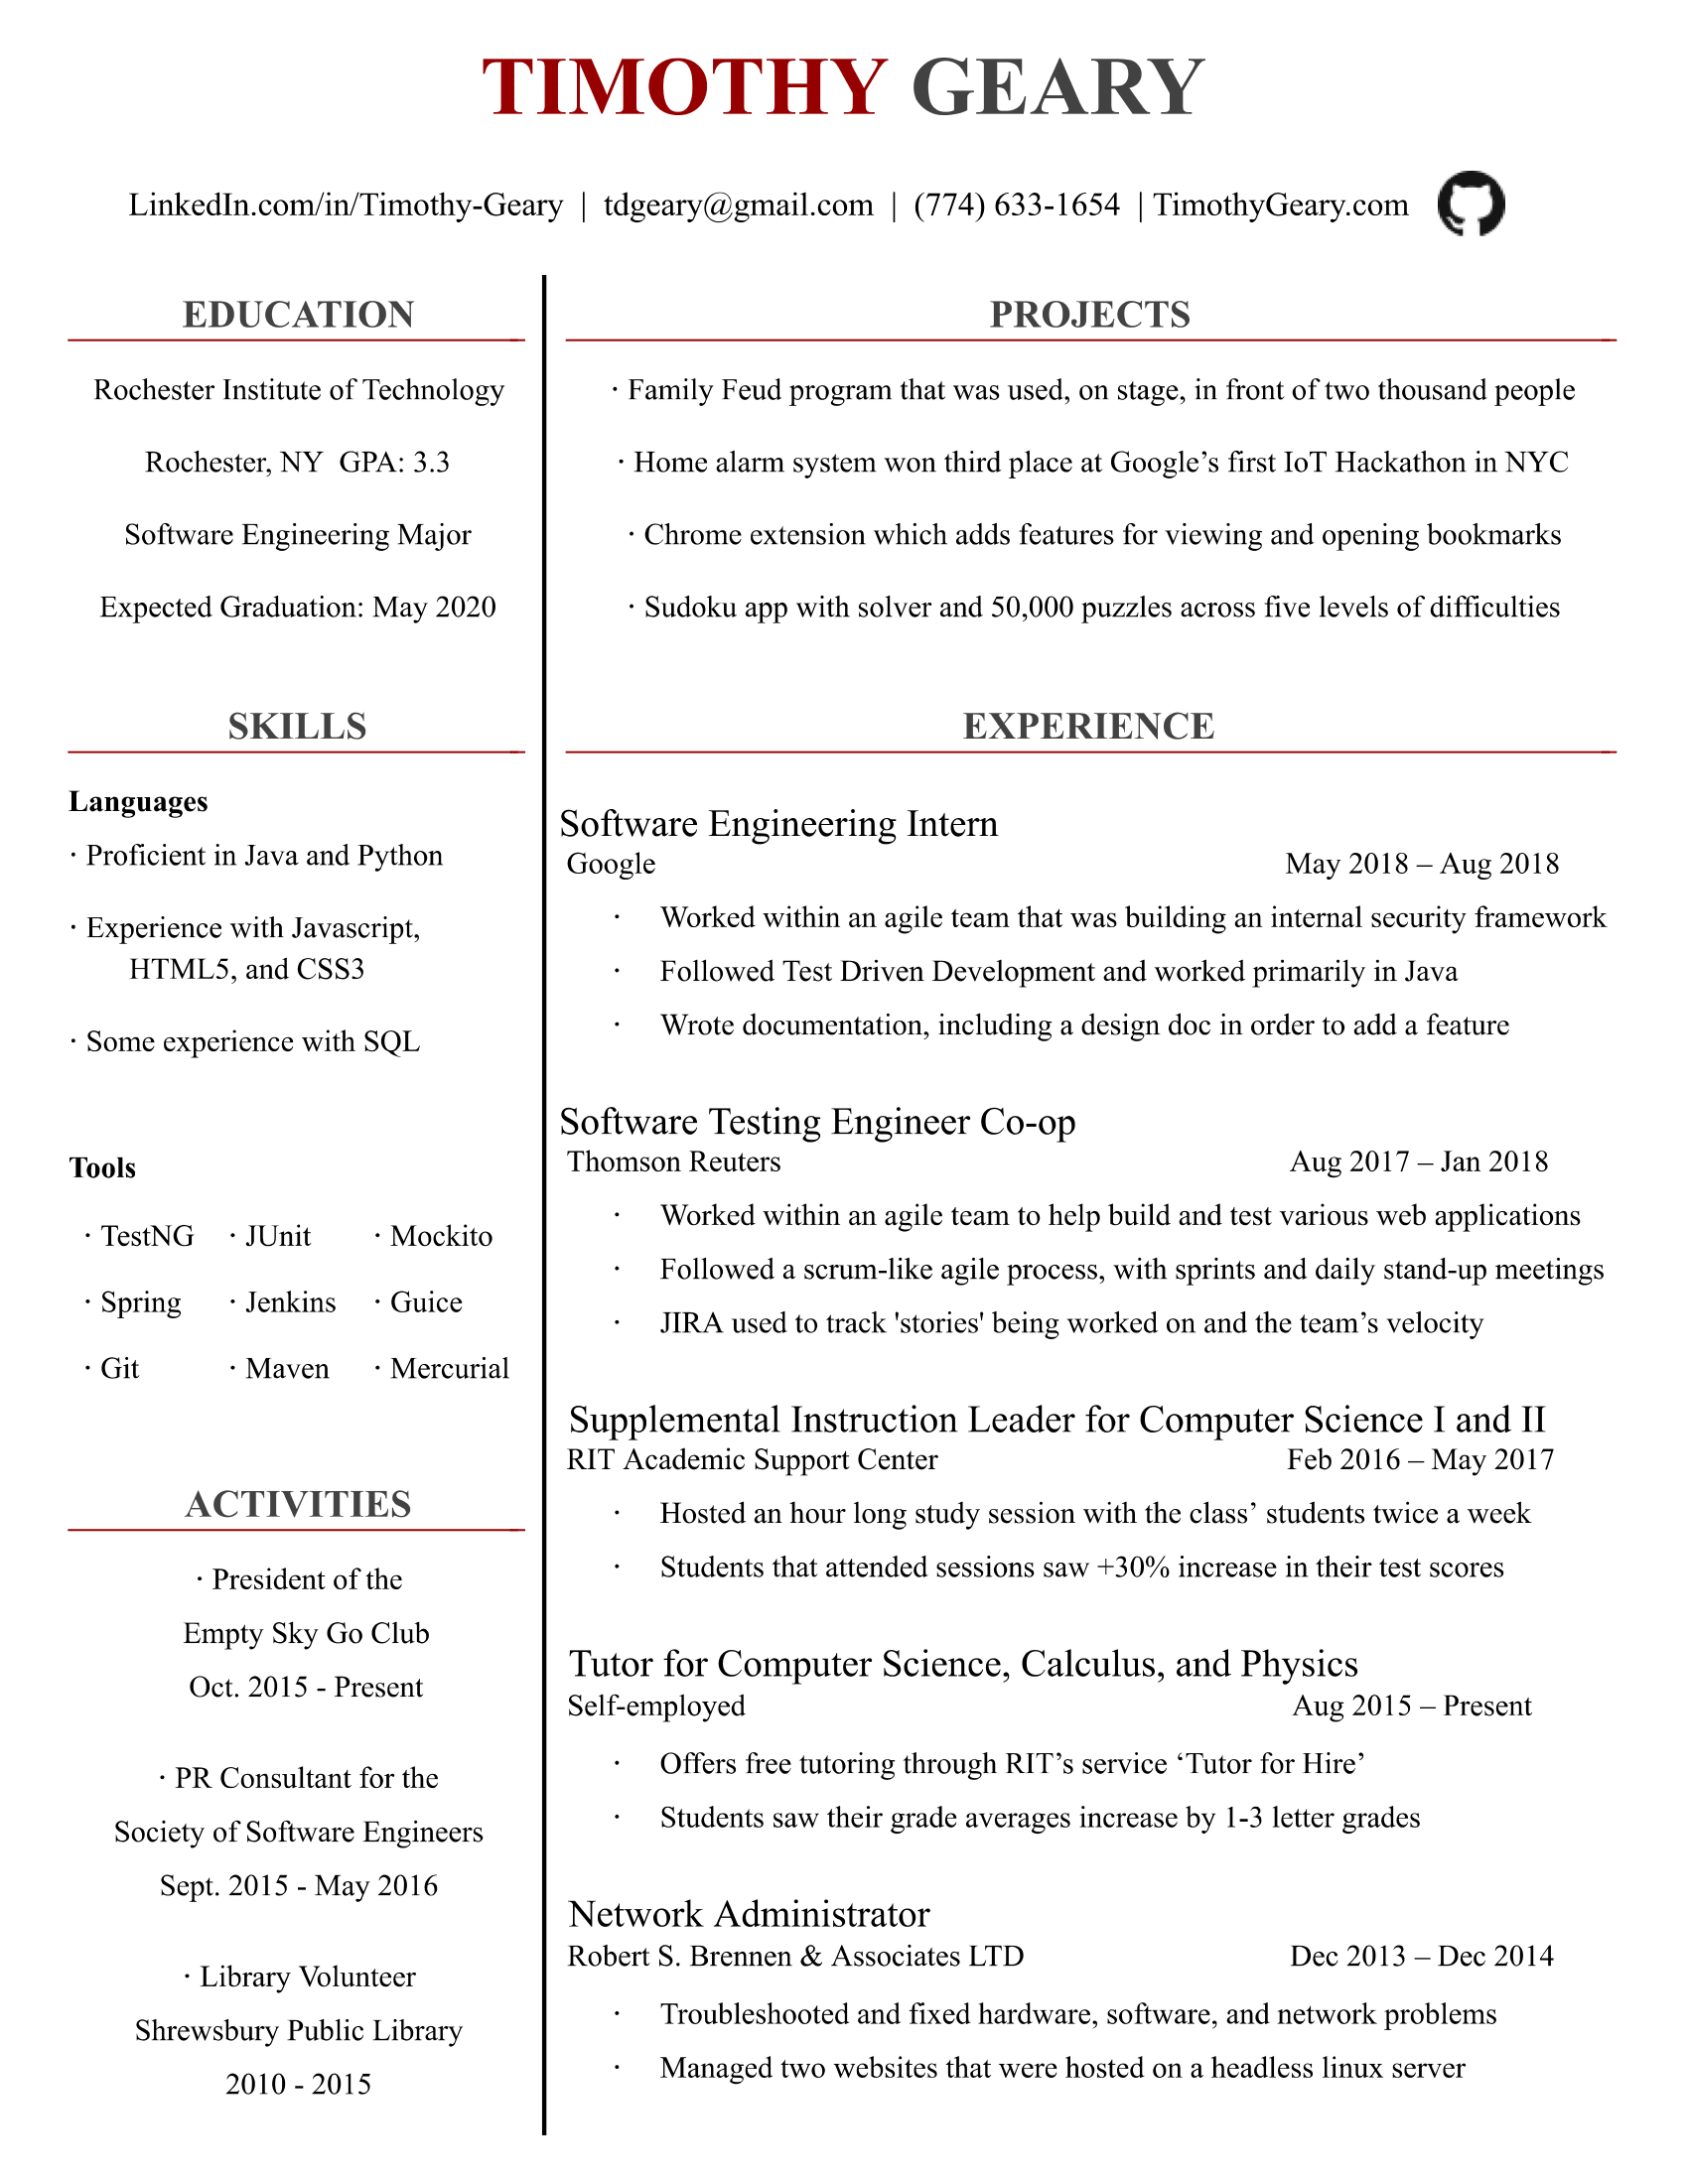 TIMOTHY GEARY
LinkedIn.com/in/Timothy-Geary | tdgeary@gmail.com | (774) 633-1654 | TimothyGeary.com
EDUCATION
Rochester Institute of Technology
Rochester, NY GPA: 3.3
Software Engineering Major
Expected Graduation: May 2020
SKILLS
Languages
· Proficient in Java and Python
· Experience with Javascript,
HTML5, and CSS3
· Some experience with SQL
Tools
· TestNG · JUnit · Mockito
· Spring · Jenkins · Guice
· Git · Maven · Mercurial
ACTIVITIES
· President of the
Empty Sky Go Club
Oct. 2015 - Present
· PR Consultant for the
Society of Software Engineers
Sept. 2015 - May 2016
· Library Volunteer
Shrewsbury Public Library
2010 - 2015
PROJECTS
· Family Feud program that was used, on stage, in front of two thousand people
· Home alarm system won third place at Google’s first IoT Hackathon in NYC
· Chrome extension which adds features for viewing and opening bookmarks
· Sudoku app with solver and 50,000 puzzles across five levels of difficulties
EXPERIENCE
Software Engineering Intern
Google May 2018 – Aug 2018
· Worked within an agile team that was building an internal security framework
· Followed Test Driven Development and worked primarily in Java
· Wrote documentation, including a design doc in order to add a feature
Software Testing Engineer Co-op
Thomson Reuters Aug 2017 – Jan 2018
· Worked within an agile team to help build and test various web applications
· Followed a scrum-like agile process, with sprints and daily stand-up meetings
· JIRA used to track 'stories' being worked on and the team’s velocity
Supplemental Instruction Leader for Computer Science I and II
RIT Academic Support Center Feb 2016 – May 2017
· Hosted an hour long study session with the class’ students twice a week
· Students that attended sessions saw +30% increase in their test scores
Tutor for Computer Science, Calculus, and Physics
Self-employed Aug 2015 – Present
· Offers free tutoring through RIT’s service ‘Tutor for Hire’
· Students saw their grade averages increase by 1-3 letter grades
Network Administrator
Robert S. Brennen & Associates LTD Dec 2013 – Dec 2014
· Troubleshooted and fixed hardware, software, and network problems
· Managed two websites that were hosted on a headless linux server